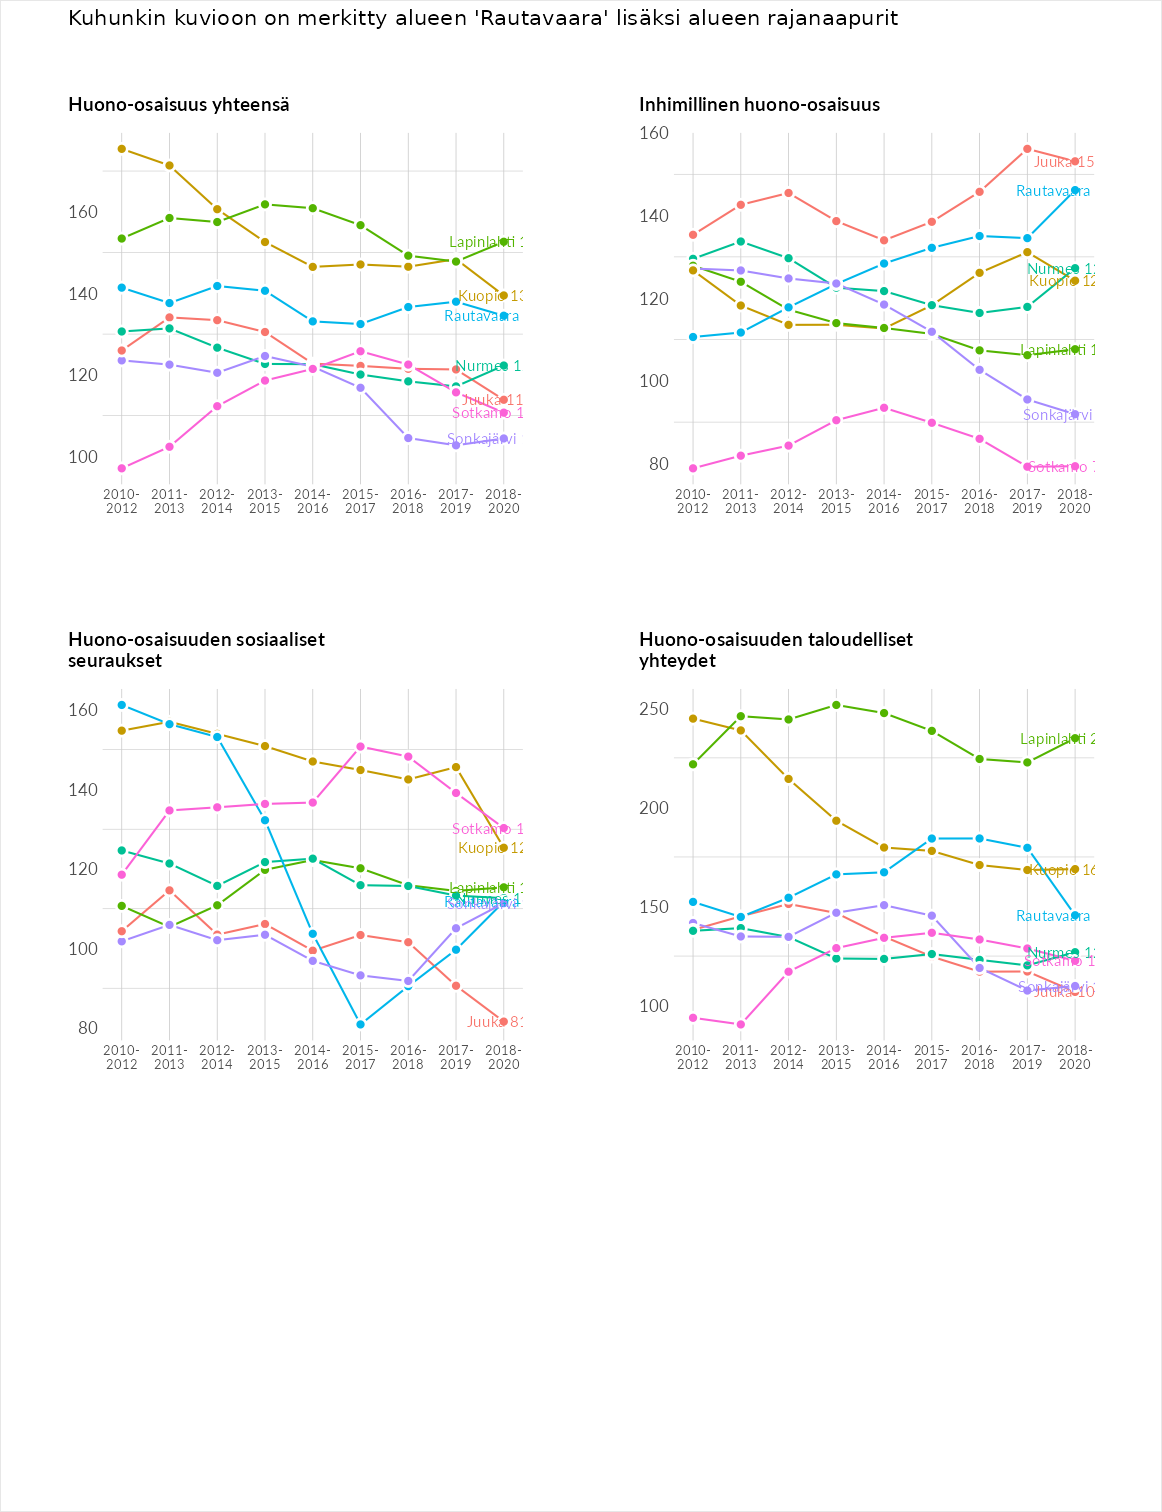 Kuhunkin kuvioon on merkitty alueen 'Rautavaara' lisäksi alueen rajanaapurit
Huono-osaisuus yhteensä
160
140
120
100
Lapinlahti 1
Kuopio 13
Rautavaara
Nurmes 1
Juuka 11
Sotkamo 1
Sonkajärvi
2010- 2011- 2012- 2013- 2014- 2015- 2016- 2017- 2018-
2012 2013 2014 2015 2016 2017 2018 2019 2020
Inhimillinen huono-osaisuus
160
140
120
100
80
Juuka 15
Rautavaara
Nurmes 12
Kuopio 12
Lapinlahti 1
Sonkajärvi
Sotkamo 7
2010- 2011- 2012- 2013- 2014- 2015- 2016- 2017- 2018-
2012 2013 2014 2015 2016 2017 2018 2019 2020
Huono-osaisuuden sosiaaliset
seuraukset
160
140
120
100
80
Sotkamo 1
Kuopio 12
Lapinlahti 1
Nurmes 1
Rautavaara
Sonkajärvi
Juuka 81
2010- 2011- 2012- 2013- 2014- 2015- 2016- 2017- 2018-
2012 2013 2014 2015 2016 2017 2018 2019 2020
Huono-osaisuuden taloudelliset
yhteydet
250
200
150
100
Lapinlahti 2
Kuopio 16
Rautavaara
Nurmes 12
Sotkamo 1
Sonkajärvi
Juuka 10
2010- 2011- 2012- 2013- 2014- 2015- 2016- 2017- 2018-
2012 2013 2014 2015 2016 2017 2018 2019 2020